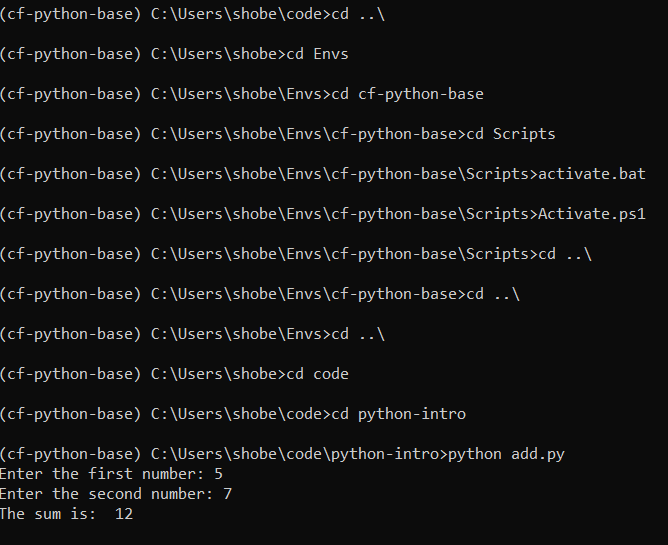 (cf-python-base) C:\Users\shobe\code>cd ..\
(cf-python-base) C:\Users\shobe>cd Envs
(cf-python-base) C:\Users\shobe\Envs>cd cf-python-base
(cf-python-base) C:\Users\shobe\Envs\cf-python-base>cd Scripts
(cf-python-base) C:\Users\shobe\Envs\cf-python-base\Scripts>activate.bat
(cf-python-base) C:\Users\shobe\Envs\cf-python-base\Scripts>Activate.ps1
(cf-python-base) C:\Users\shobe\Envs\cf-python-base\Scripts>cd ..\
(cf-python-base) C:\Users\shobe\Envs\cf-python-base>cd ..\
(cf-python-base) C:\Users\shobe\Envs>cd ..\
(cf-python-base) C:\Users\shobe>cd code
(cf-python-base) C:\Users\shobe\code>cd python-intro
(cf-python-base) C:\Users\shobe\code\python-intro>python add.py
Enter the first number: 5
Enter the second number: 7
The sum is:  12